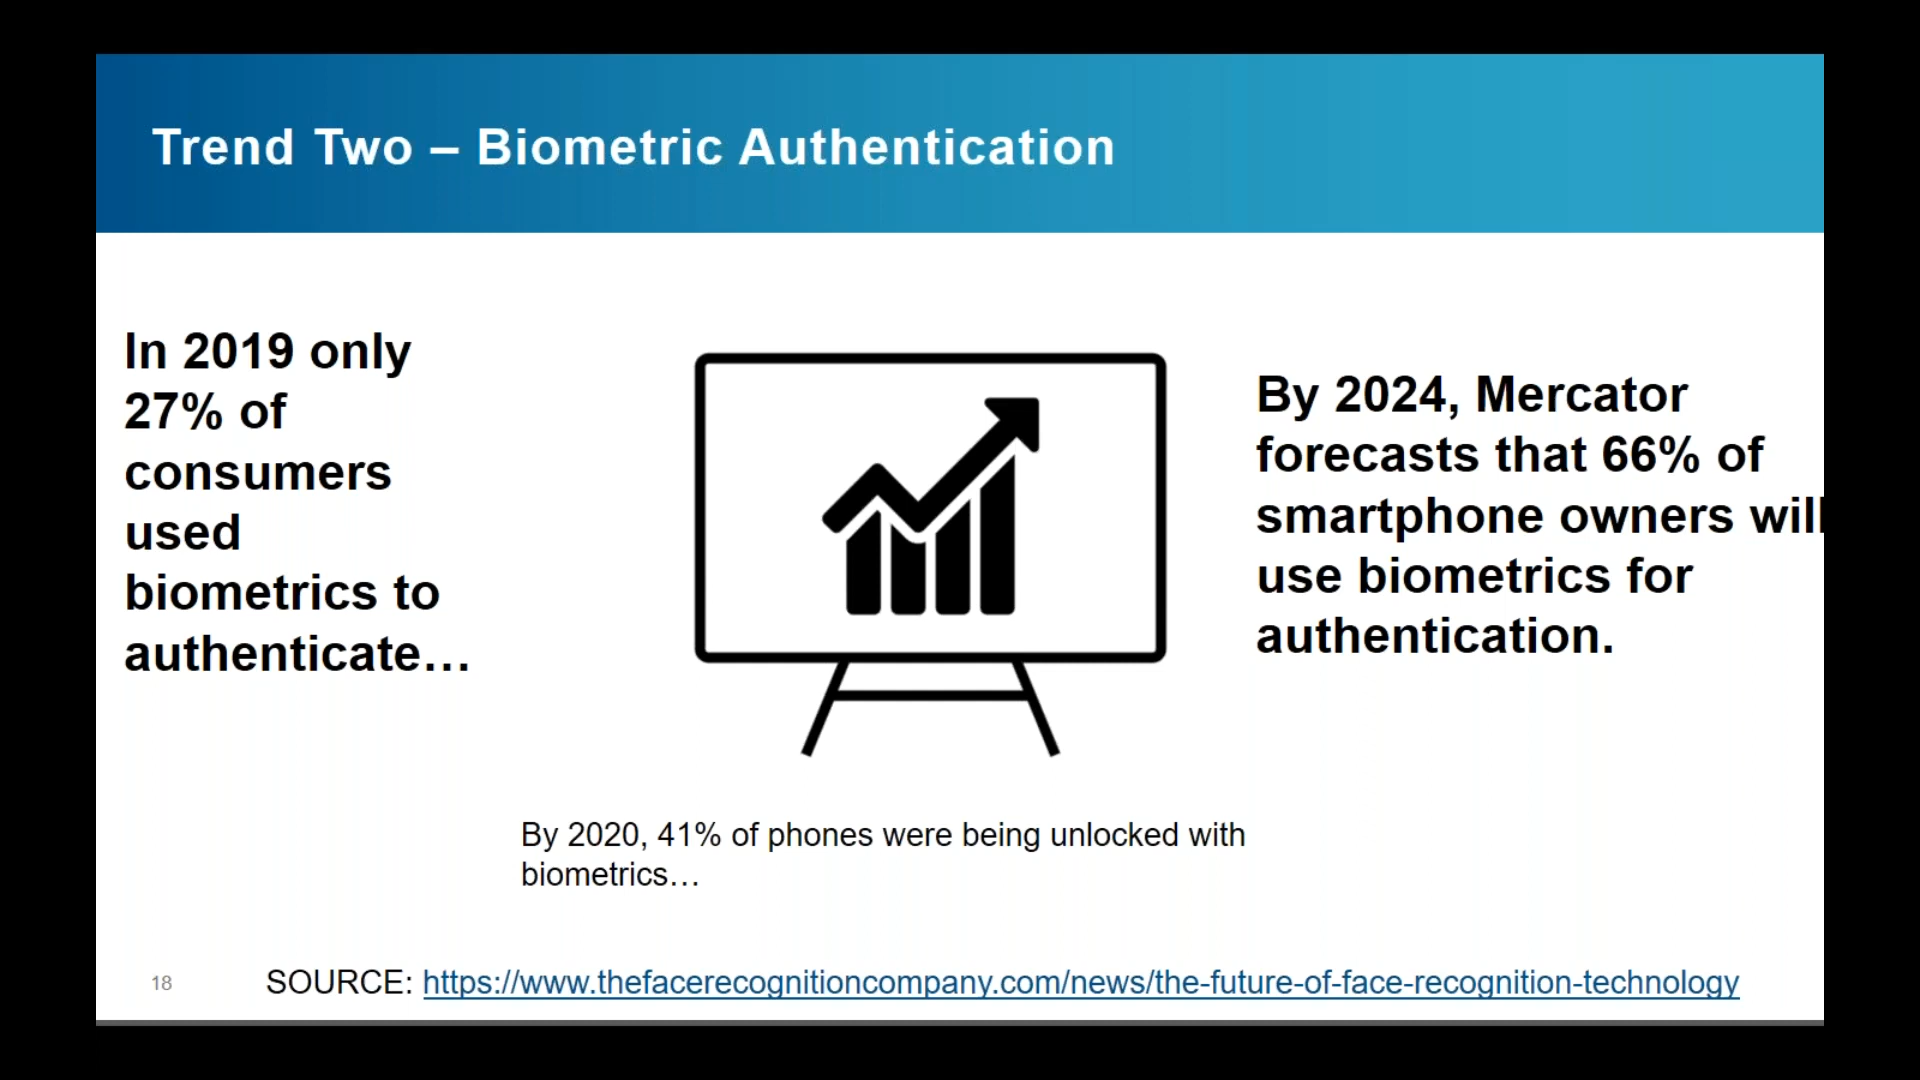 Trend Two – Biometric Authentication
In 2019 only
27% of
consumers
used
biometrics to
authenticate…
By 2024, Mercator
forecasts that 66% of
smartphone owners will
use biometrics for
authentication.
By 2020, 41% of phones were being unlocked with
biometrics…
18
SOURCE: https://www.thefacerecognitioncompany.com/news/the-future-of-face-recognition-technology